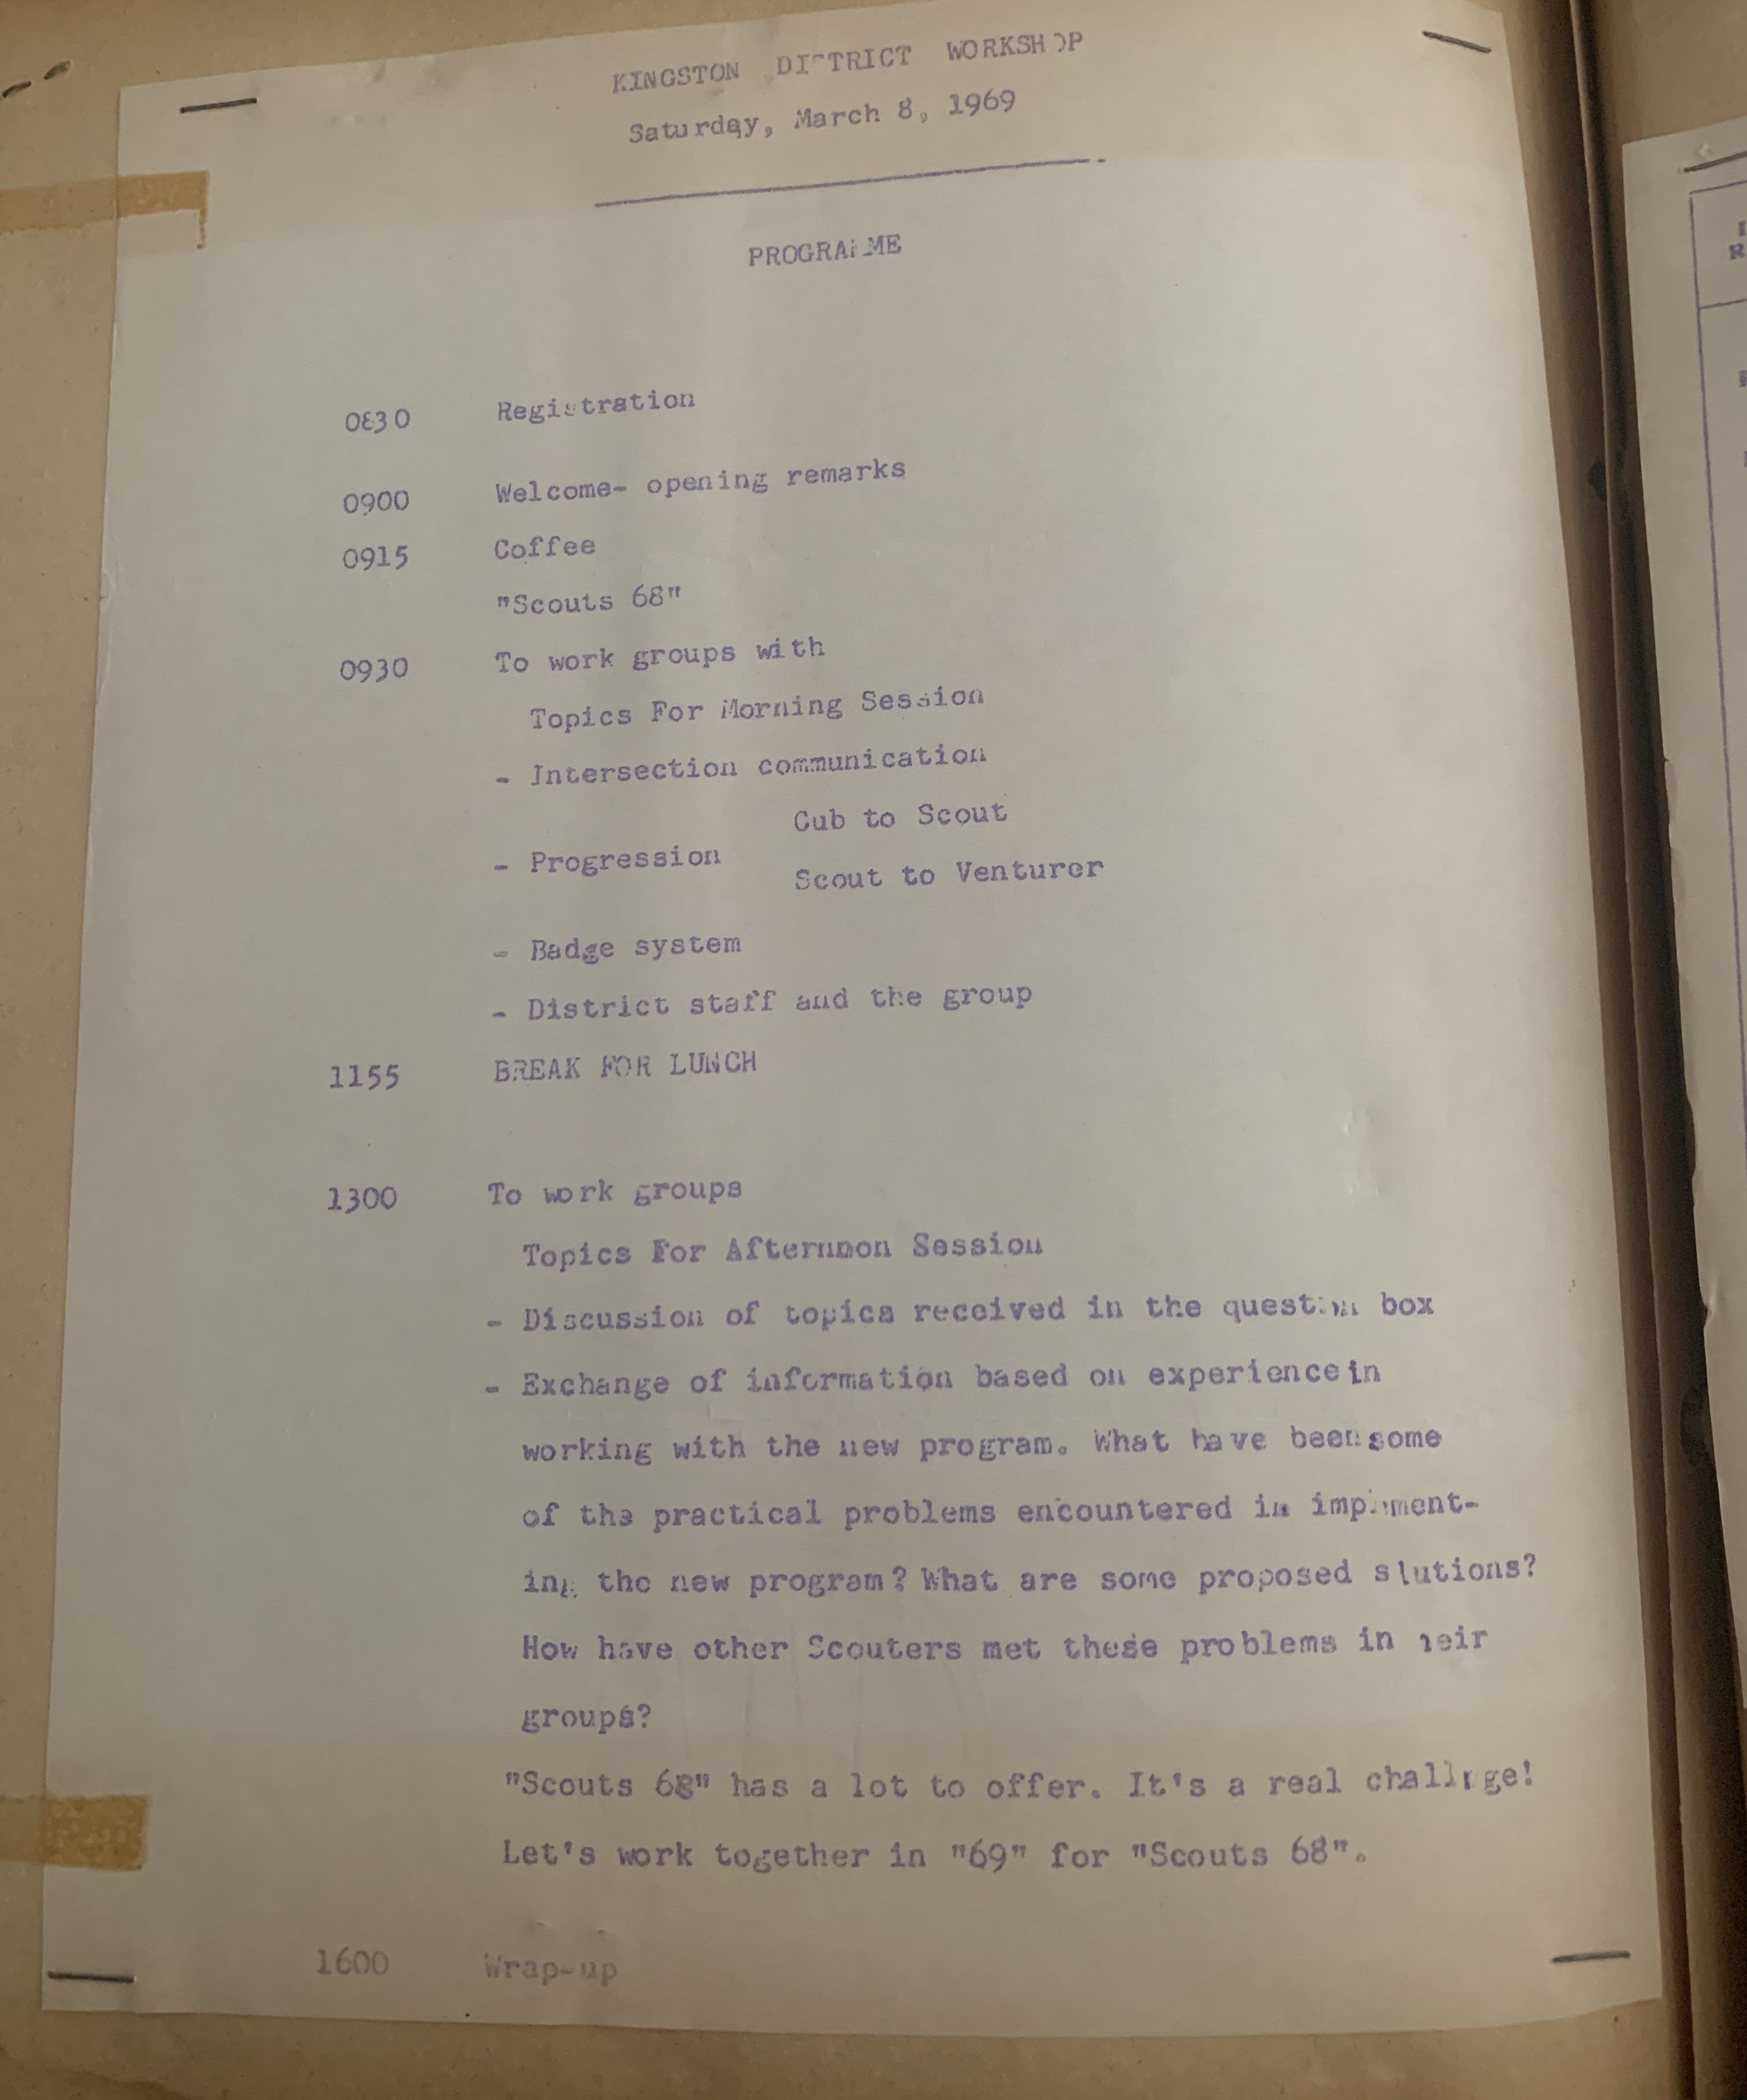 KINGSTON DISTRICT WORKSHOP
Saturday, March 8, 1969
PROGRAMME
0830 Registration
0900 Welcome- opening remarks
0915 Coffee
"Scouts 68"
0930 To work groups with
Topics For Morning Session
- Intersection communication
Cub to Scout
- Progression
Scout to Venturer
- Badge system
- District staff and the group
1155 BREAK FOR LUNCH
1300 To work groups
Topics For Afternoon Session
- Discussion of topics received in the question box
- Exchange of information based on experience in
working with the new program. What have been some
of the practical problems encountered in implement-
ing the new program? What are some proposed slutions?
How have other Scouters met these problems in their
groups?
"Scouts 68" has a lot to offer. It's a real challenge!
Let's work together in "69" for "Scouts 68".
1600 Wrap-up